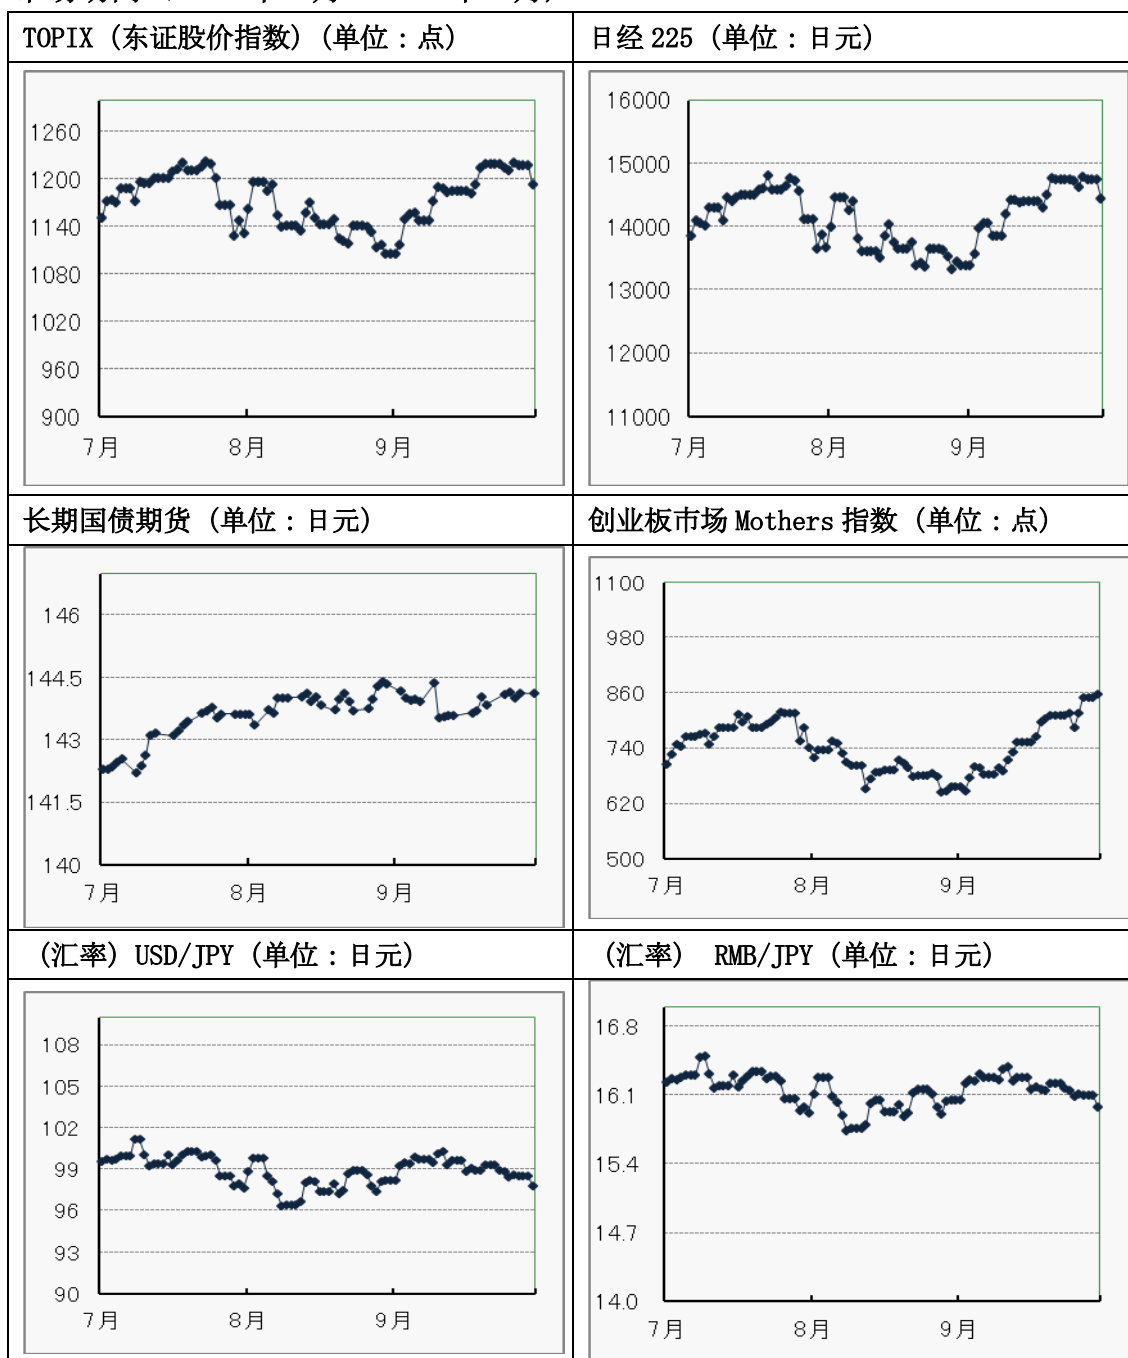 TOPIX (东证股价指数) (单位：点)
日经 225 (单位：日元)
1260
1200
1140
1080
1020
960
900
7月
8月
9月
16000
15000
14000
13000
12000
11000
7月
8月
9月
长期国债期货 (单位：日元)
创业板市场 Mothers 指数 (单位：点)
146
144.5
143
141.5
140
7月
8月
9月
1100
980
860
740
620
500
7月
8月
9月
(汇率) USD/JPY (单位：日元)
(汇率) RMB/JPY (单位：日元)
108
105
102
99
96
93
90
7月
8月
9月
16.8
16.1
15.4
14.7
14.0
7月
8月
9月